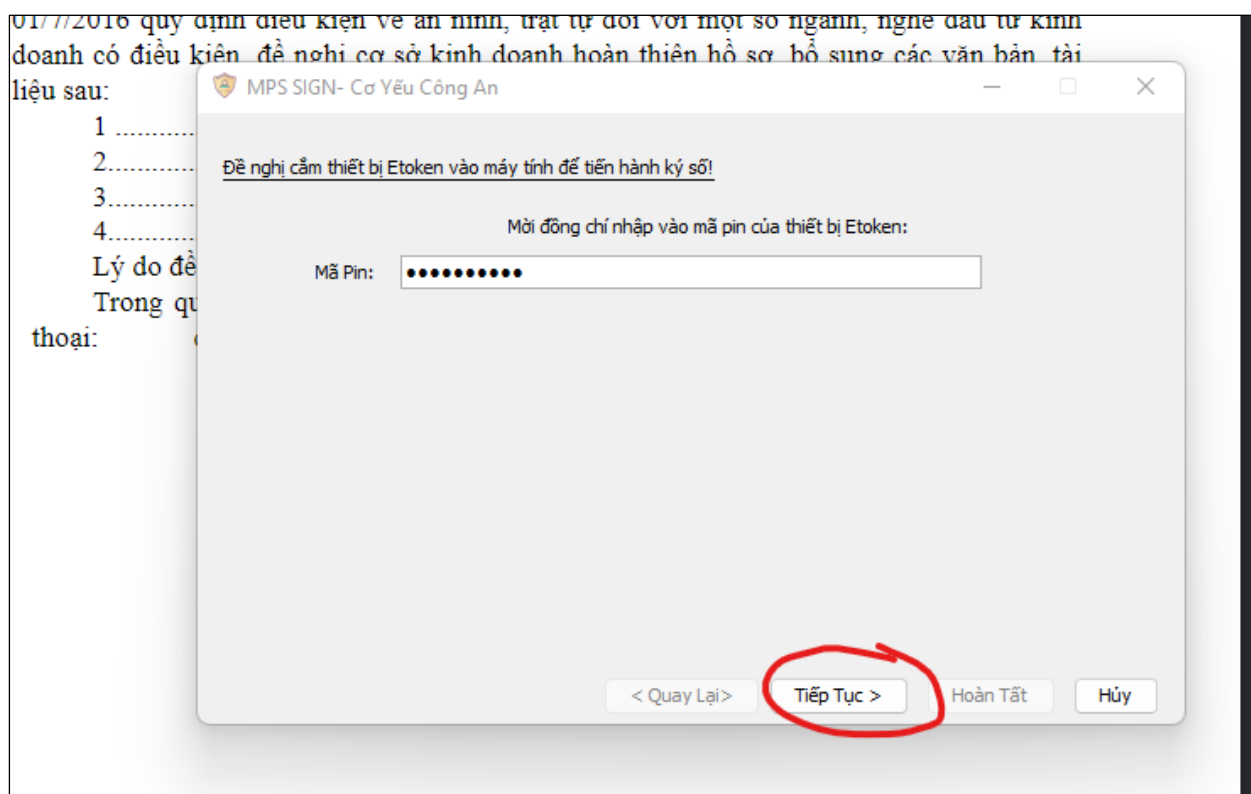 01/7/2016 quy định điều kiện về an ninh, trật tự đối với một số ngành, nghề đầu tư kinh
doanh có điều kiện, đề nghị cơ sở kinh doanh hoàn thiện hồ sơ, bổ sung các văn bản, tài
liệu sau:
MPS SIGN- Cơ Yếu Công An
1 ...........
2............
3............
4............
Lý do đề
Trong
thoại:
Đề nghị cắm thiết bị Etoken vào máy tính để tiến hành ký số!
Mời đồng chí nhập vào mã pin của thiết bị Etoken:
Mã Pin: ●●●●●●●●●●
< Quay Lại> Tiếp Tục > Hoàn Tất Hủy